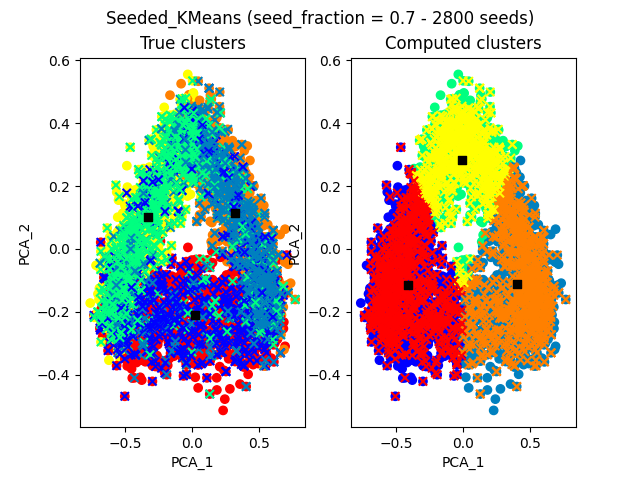 Seeded_KMeans (seed_fraction = 0.7 - 2800 seeds)
True clusters
Computed clusters
0.6
0.4
0.2
0.0
−0.2
−0.4
PCA_2
−0.5
0.0
0.5
PCA_1
0.6
0.4
0.2
0.0
−0.2
−0.4
PCA_2
−0.5
0.0
0.5
PCA_1